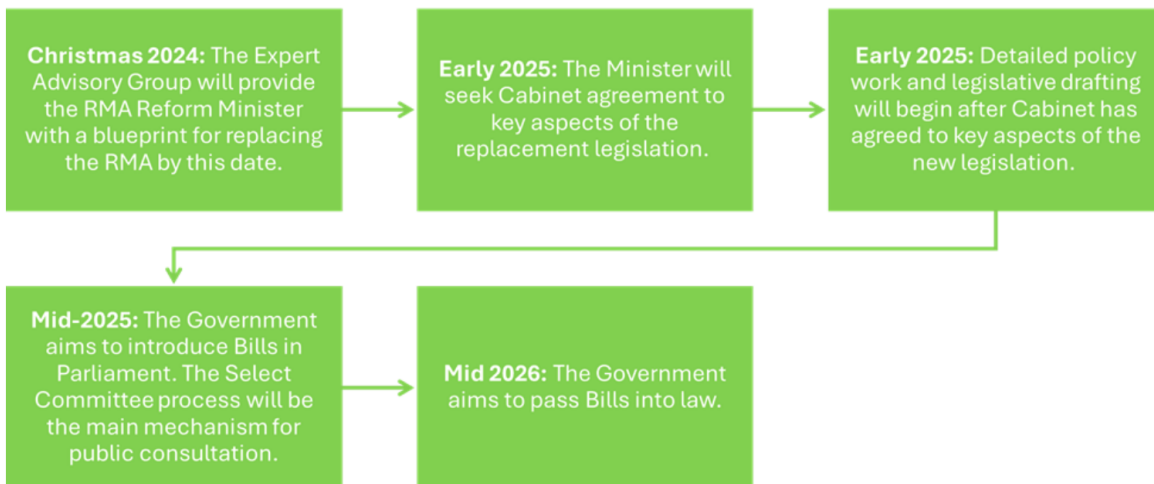 Christmas 2024: The Expert
Advisory Group will provide
the RMA Reform Minister
with a blueprint for replacing
the RMA by this date.
Early 2025: The Minister will
seek Cabinet agreement to
key aspects of the
replacement legislation.
Early 2025: Detailed policy
work and legislative drafting
will begin after Cabinet has
agreed to key aspects of the
new legislation.
Mid-2025: The Government
aims to introduce Bills in
Parliament. The Select
Committee process will be
the main mechanism for
public consultation.
Mid 2026: The Government
aims to pass Bills into law.